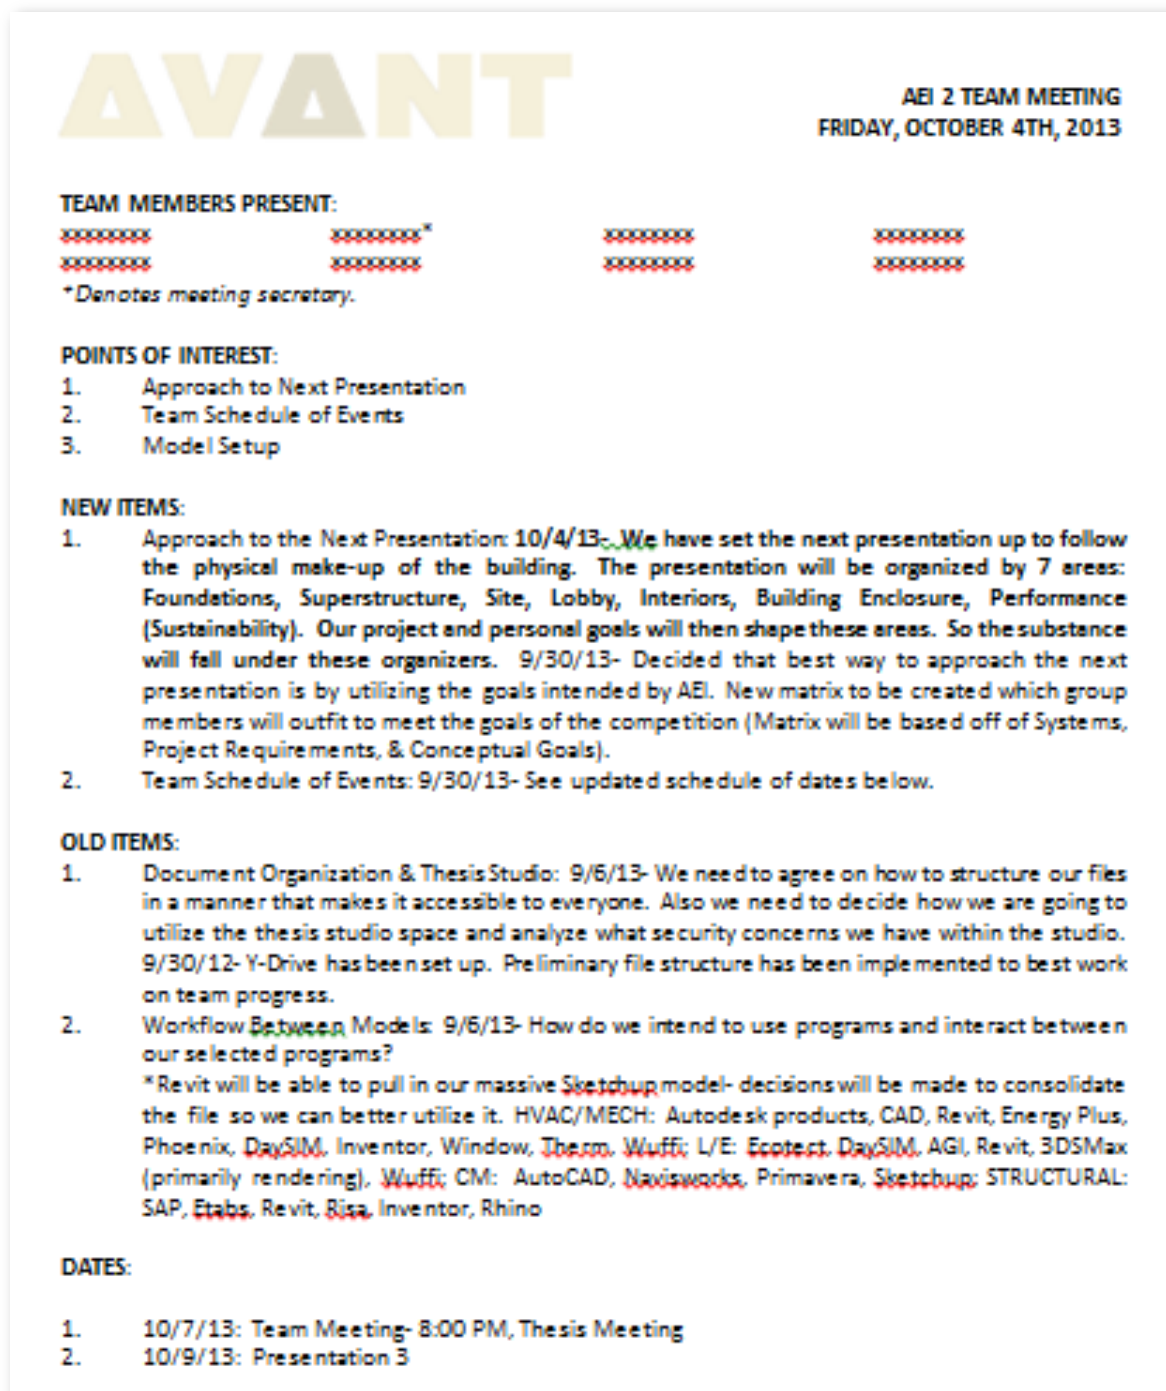 AVANT
AEI 2 TEAM MEETING
FRIDAY, OCTOBER 4TH, 2013
TEAM MEMBERS PRESENT:
xxxxxxxx xxxxxxxx* xxxxxxxx xxxxxxxx
xxxxxxxx xxxxxxxx xxxxxxxx xxxxxxxx
*Denotes meeting secretary.
POINTS OF INTEREST:
1. Approach to Next Presentation
2. Team Schedule of Events
3. Model Setup
NEW ITEMS:
1. Approach to the Next Presentation: 10/4/13- We have set the next presentation up to follow
the physical make-up of the building. The presentation will be organized by 7 areas:
Foundations, Superstructure, Site, Lobby, Interiors, Building Enclosure, Performance
(Sustainability). Our project and personal goals will then shape these areas. So the substance
will fall under these organizers. 9/30/13- Decided that best way to approach the next
presentation is by utilizing the goals intended by AEI. New matrix to be created which group
members will outfit to meet the goals of the competition (Matrix will be based off of Systems,
Project Requirements, & Conceptual Goals).
2. Team Schedule of Events: 9/30/13- See updated schedule of dates below.
OLD ITEMS:
1. Document Organization & Thesis Studio: 9/6/13- We need to agree on how to structure our files
in a manner that makes it accessible to everyone. Also we need to decide how we are going to
utilize the thesis studio space and analyze what security concerns we have within the studio.
9/30/12- Y-Drive has been set up. Preliminary file structure has been implemented to best work
on team progress.
2. Workflow Between Models: 9/6/13- How do we intend to use programs and interact between
our selected programs?
*Revit will be able to pull in our massive Sketchup model- decisions will be made to consolidate
the file so we can better utilize it. HVAC/MECH: Autodesk products, CAD, Revit, Energy Plus,
Phoenix, DaySIM, Inventor, Window, Therm, Wuffi; L/E: Ecotect, DaySIM, AGI, Revit, 3DSMax
(primarily rendering), Wuffi; CM: AutoCAD, Navisworks, Primavera, Sketchup; STRUCTURAL:
SAP, Etabs, Revit, Risa, Inventor, Rhino
DATES:
1. 10/7/13: Team Meeting- 8:00 PM, Thesis Meeting
2. 10/9/13: Presentation 3